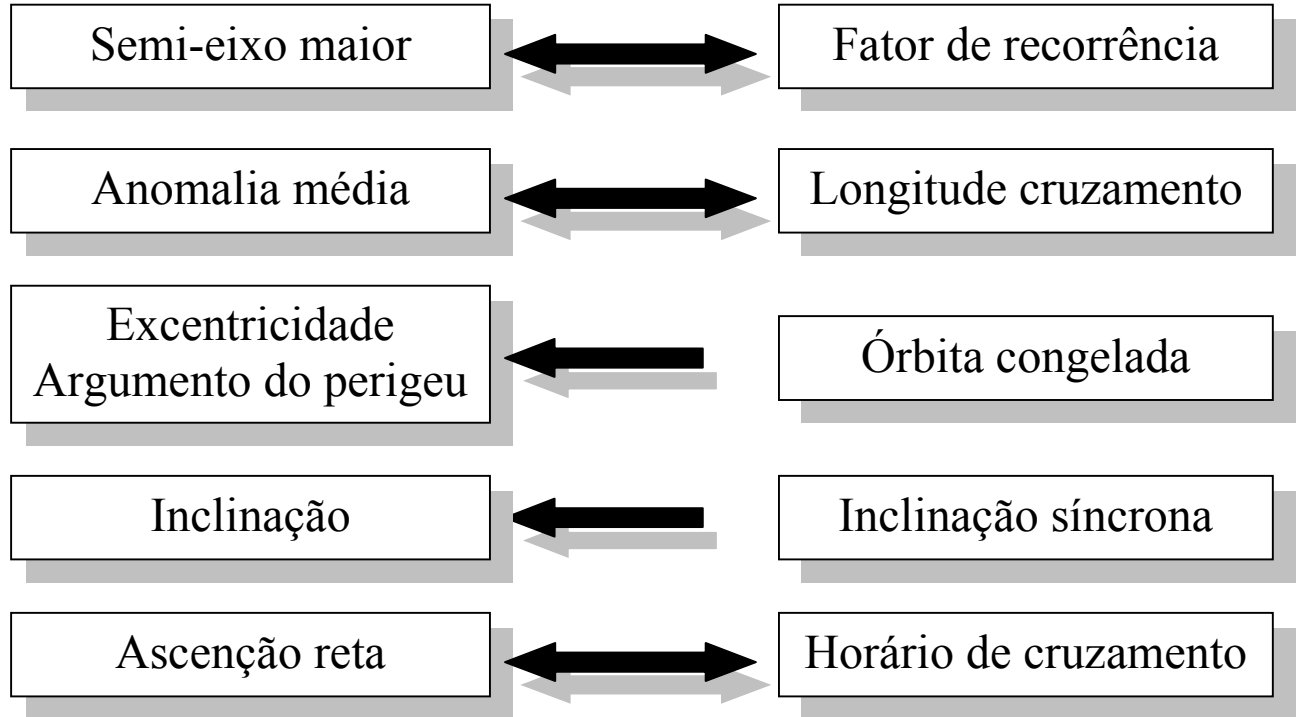 Semi-eixo maior
Fator de recorrência
Anomalia média
Longitude cruzamento
Excentricidade
Argumento do perigeu
Órbita congelada
Inclinação
Inclinação síncrona
Ascenção reta
Horário de cruzamento